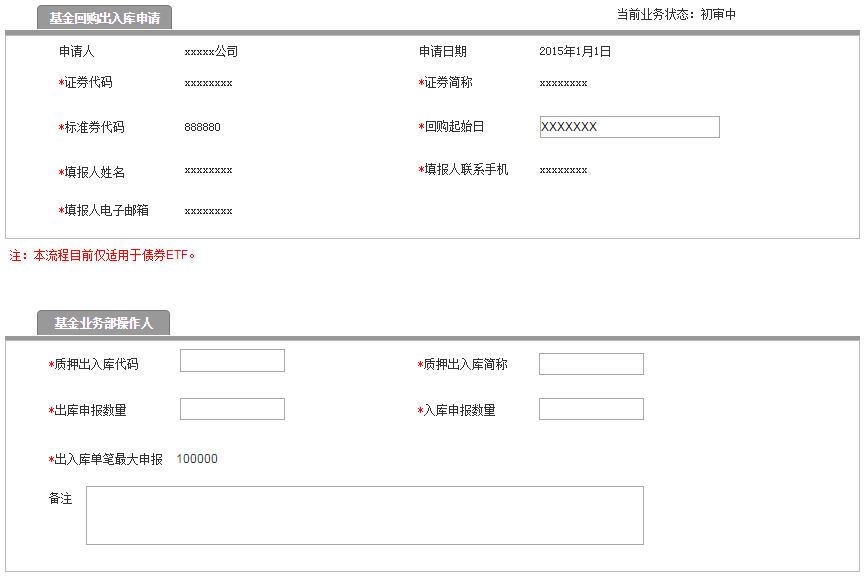 基金回购出入库申请
当前业务状态：初审中
申请人 xxxxx公司 申请日期 2015年1月1日
*证券代码 xxxxxxxx *证券简称 xxxxxxxx
*标准券代码 888880 *回购起始日 XXXXXXX
*填报人姓名 xxxxxxxx *填报人联系手机 xxxxxxxx
*填报人电子邮箱 xxxxxxxx
注：本流程目前仅适用于债券ETF。
基金业务部操作人
*质押出入库代码 *质押出入库简称
*出库申报数量 *入库申报数量
*出入库单笔最大申报 100000
备注